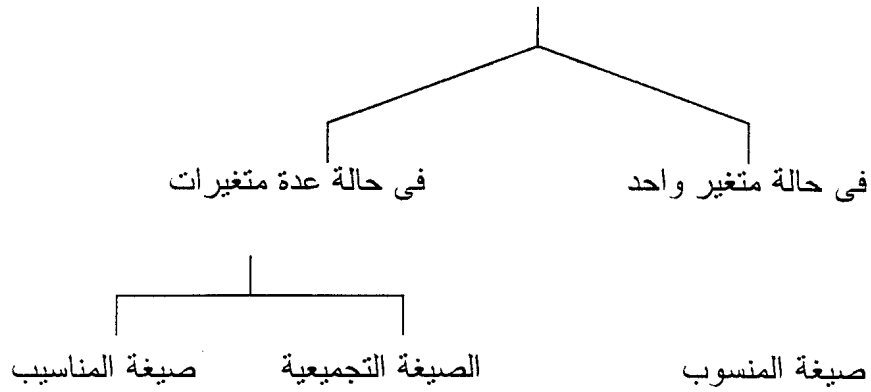 فى حالة متغير واحد فى حالة عدة متغيرات
صيغة المنسوب الصيغة التجميعية صيغة المناسيب